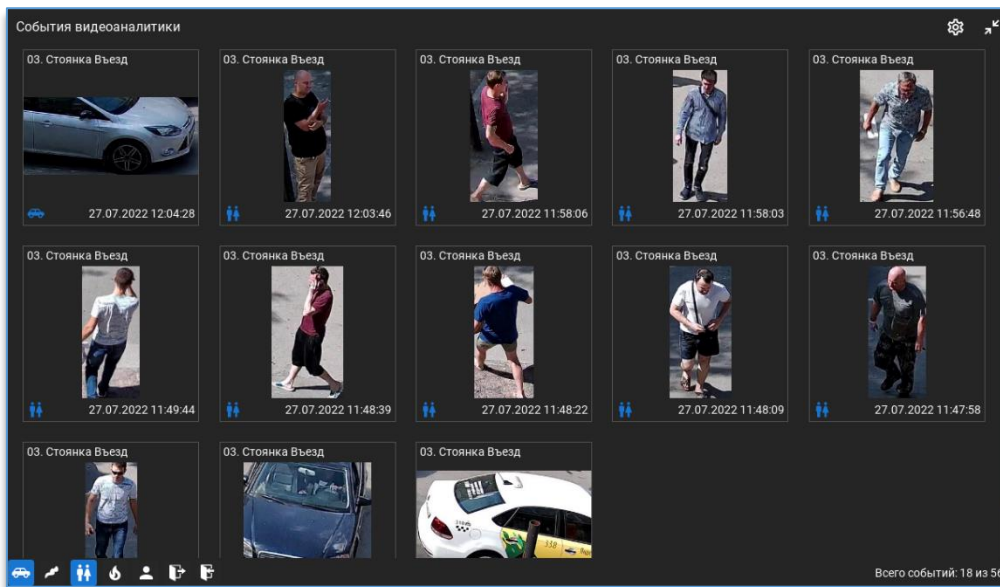 События видеоаналитики
03. Стоянка Въезд
03. Стоянка Въезд
03. Стоянка Въезд
03. Стоянка Въезд
03. Стоянка Въезд
27.07.2022 12:04:28
27.07.2022 12:03:46
27.07.2022 11:58:06
27.07.2022 11:58:03
27.07.2022 11:56:48
03. Стоянка Въезд
03. Стоянка Въезд
03. Стоянка Въезд
03. Стоянка Въезд
03. Стоянка Въезд
27.07.2022 11:49:44
27.07.2022 11:48:39
27.07.2022 11:48:22
27.07.2022 11:48:09
27.07.2022 11:47:58
03. Стоянка Въезд
03. Стоянка Въезд
03. Стоянка Въезд
Всего событий: 18 из 56